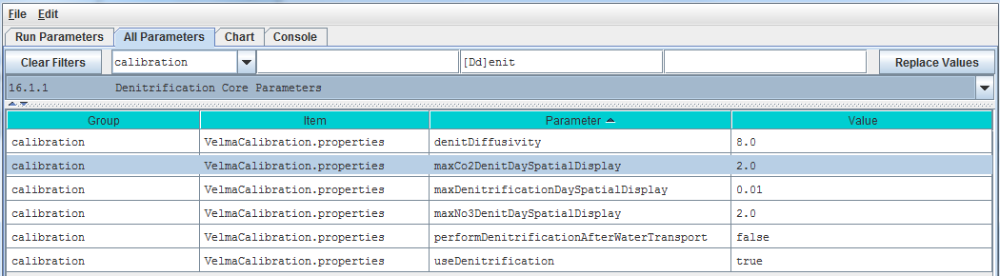 File Edit
Run Parameters All Parameters Chart Console
Clear Filters calibration [Dd]enit Replace Values
16.1.1 Denitrification Core Parameters
Group Item Parameter Value
calibration VelmaCalibration.properties denitDiffusivity 8.0
calibration VelmaCalibration.properties maxCo2DenitDaySpatialDisplay 2.0
calibration VelmaCalibration.properties maxDenitrificationDaySpatialDisplay 0.01
calibration VelmaCalibration.properties maxNo3DenitDaySpatialDisplay 2.0
calibration VelmaCalibration.properties performDenitrificationAfterWaterTransport false
calibration VelmaCalibration.properties useDenitrification true